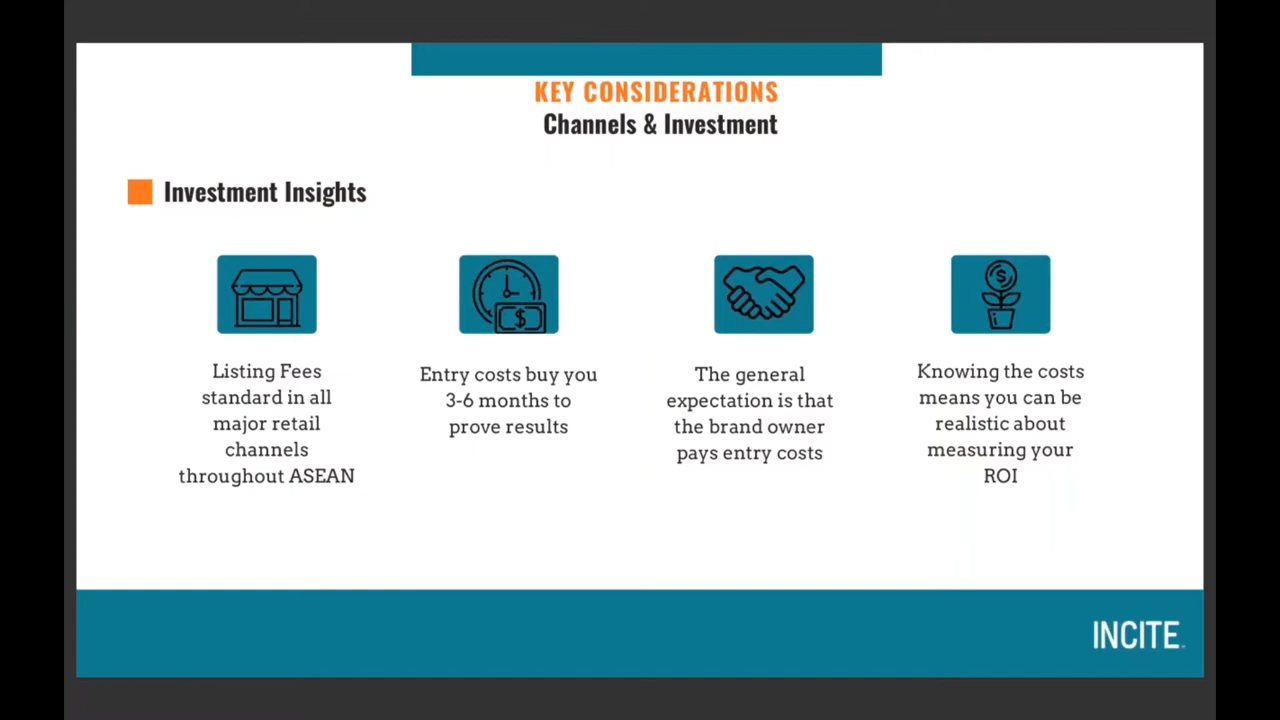 KEY CONSIDERATIONS
Channels & Investment
Investment Insights
$
$
Listing Fees
standard in all
major retail
channels
throughout ASEAN
Entry costs buy you
3-6 months to
prove results
The general
expectation is that
the brand owner
pays entry costs
Knowing the costs
means you can be
realistic about
measuring your
ROI
INCITE